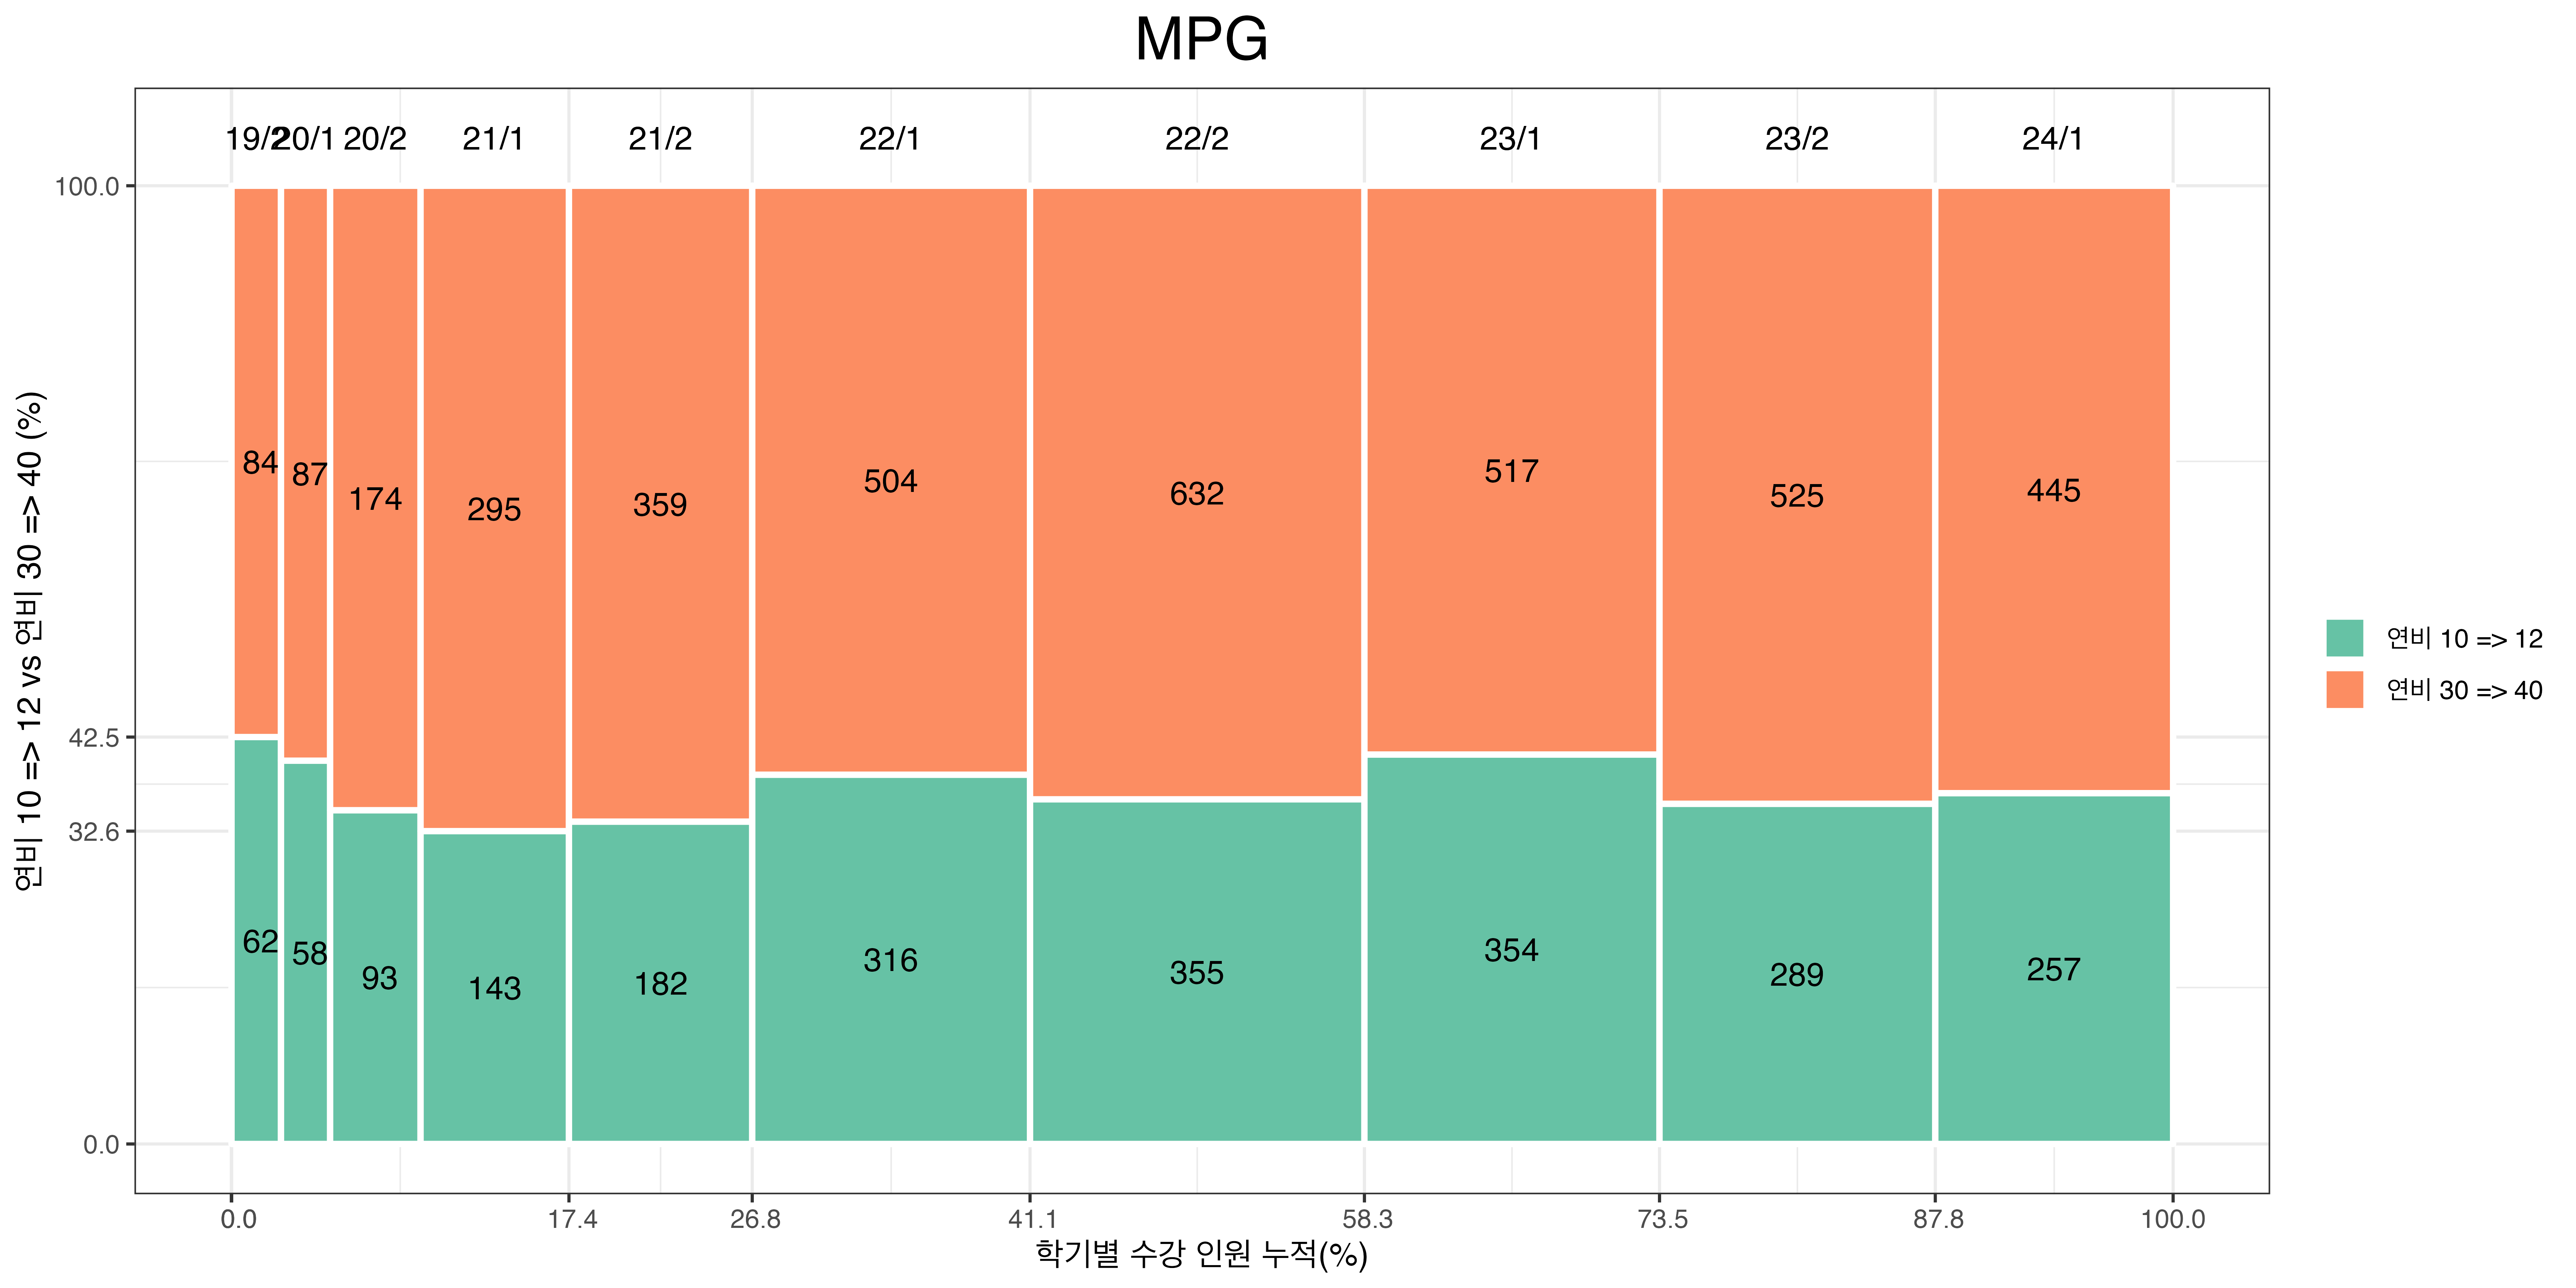 MPG
19/2 20/1 20/2 21/1 21/2 22/1 22/2 23/1 23/2 24/1
100.0
42.5
32.6
0.0
연비 10 => 12 vs 연비 30 => 40 (%)
84 87 174 295 359 504 632 517 525 445
62 58 93 143 182 316 355 354 289 257
0.0 17.4 26.8 41.1 58.3 73.5 87.8 100.0
학기별 수강 인원 누적(%)
연비 10 => 12
연비 30 => 40